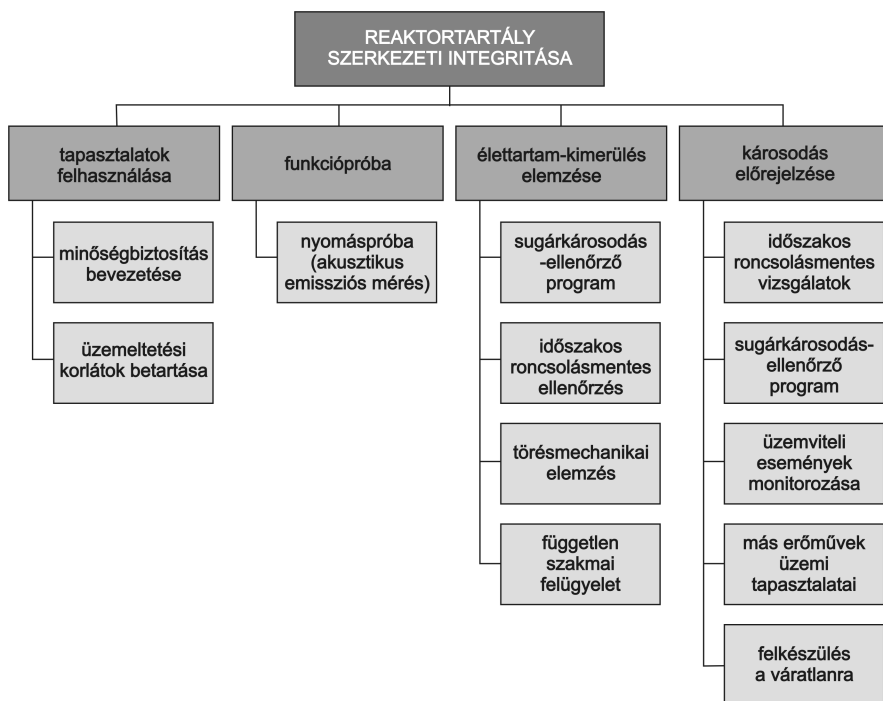 REAKTORTARTÁLY
SZERKEZETI INTEGRITÁSA
tapasztalatok
felhasználása
minőségbiztosítás
bevezetése
üzemeltetési
korlátok betartása
funkciópróba
nyomáspróba
(akusztikus
emissziós mérés)
élettartam-kimerülés
elemzése
sugárkárosodás
-ellenőrző
program
időszakos
roncsolásmentes
ellenőrzés
törésmechanikai
elemzés
független
szakmai
felügyelet
károsodás
előrejelzése
időszakos
roncsolásmentes
vizsgálatok
sugárkárosodás-
ellenőrző
program
üzemviteli
események
monitorozása
más erőművek
üzemi
tapasztalatai
felkészülés
a váratlanra